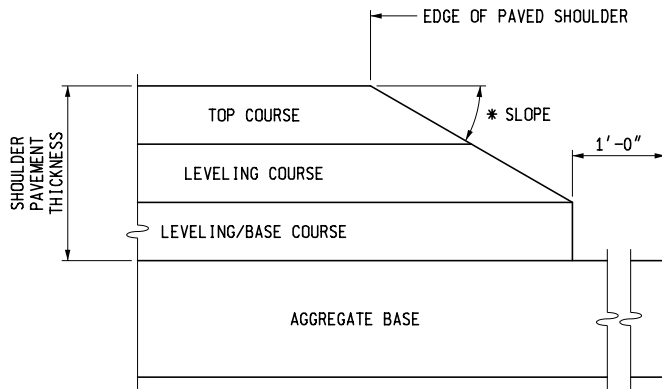 EDGE OF PAVED SHOULDER
TOP COURSE
* SLOPE
1'-0"
LEVELING COURSE
SHOULDER
PAVEMENT
THICKNESS
LEVELING/BASE COURSE
AGGREGATE BASE